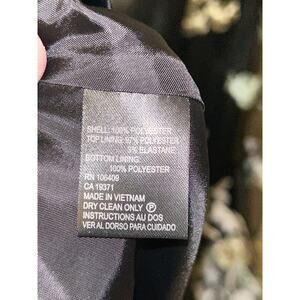 SHELL: 100% POLYESTER
TOP LINING: 97% POLYESTER
3% ELASTANE
BOTTOM LINING:
100% POLYESTER
RN 106409
CA 19371
MADE IN VIETNAM
DRY CLEAN ONLY Ⓟ
INSTRUCTIONS AU DOS
VER AL DORSO PARA CUIDADO